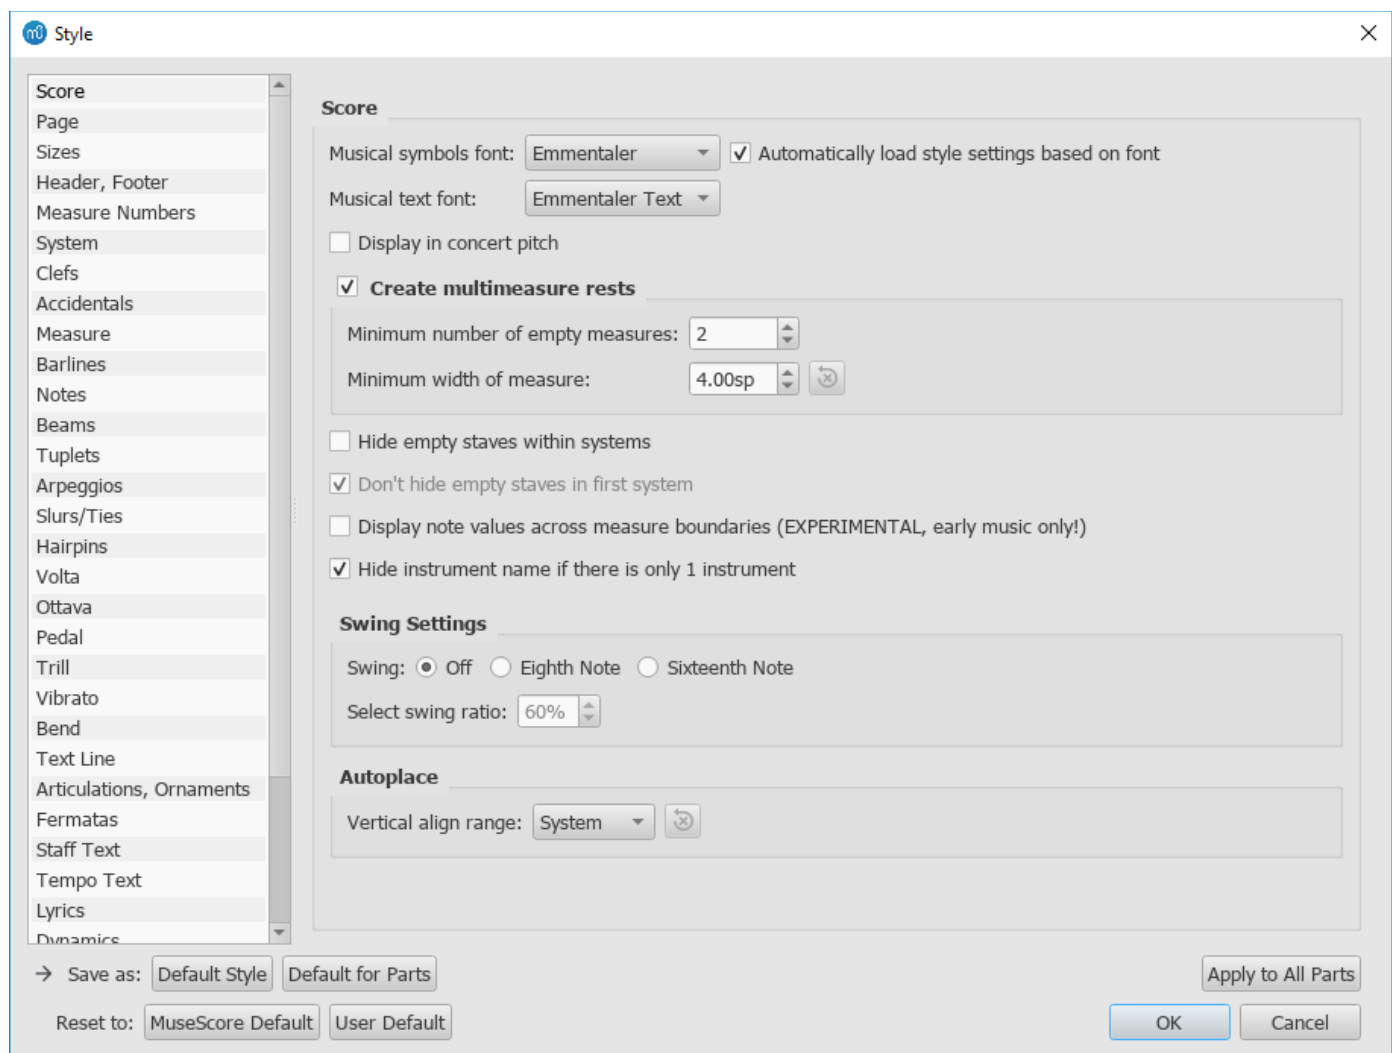 Style
Score
Page
Sizes
Header, Footer
Measure Numbers
System
Clefs
Accidentals
Measure
Barlines
Notes
Beams
Tuplets
Arpeggios
Slurs/Ties
Hairpins
Volta
Ottava
Pedal
Trill
Vibrato
Bend
Text Line
Articulations, Ornaments
Fermatas
Staff Text
Tempo Text
Lyrics
Dynamics
Score
Musical symbols font: Emmentaler Automatically load style settings based on font
Musical text font: Emmentaler Text
Display in concert pitch
Create multimeasure rests
Minimum number of empty measures: 2
Minimum width of measure: 4.00sp
Hide empty staves within systems
Don't hide empty staves in first system
Display note values across measure boundaries (EXPERIMENTAL, early music only!)
Hide instrument name if there is only 1 instrument
Swing Settings
Swing: Off Eighth Note Sixteenth Note
Select swing ratio: 60%
Autoplace
Vertical align range: System
Save as: Default Style Default for Parts Apply to All Parts
Reset to: MuseScore Default User Default OK Cancel